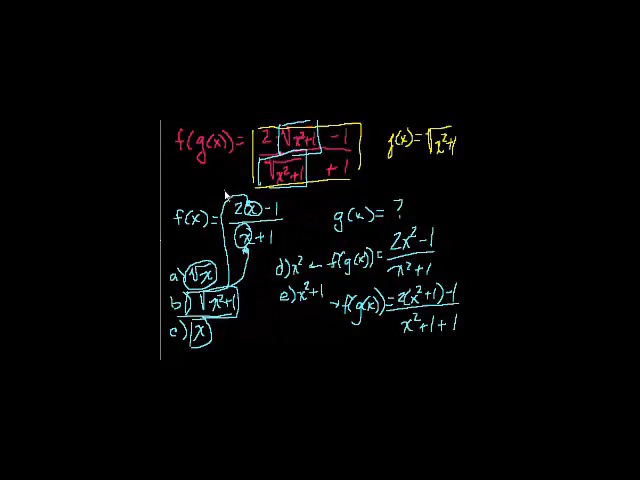 f(g(x)) = (2√(x²+1) - 1)/(√(x²+1) + 1)
g(x) = √(x²+1)
f(x) = (2(x) - 1)/(x + 1)
g(x) = ?
a) √x
b) √(x²+1)
c) x
d) x² ← f(g(x)) = (2x² - 1)/(x² + 1)
e) x²+1 → f(g(x)) = (2(x²+1) - 1)/(x² + 1 + 1)